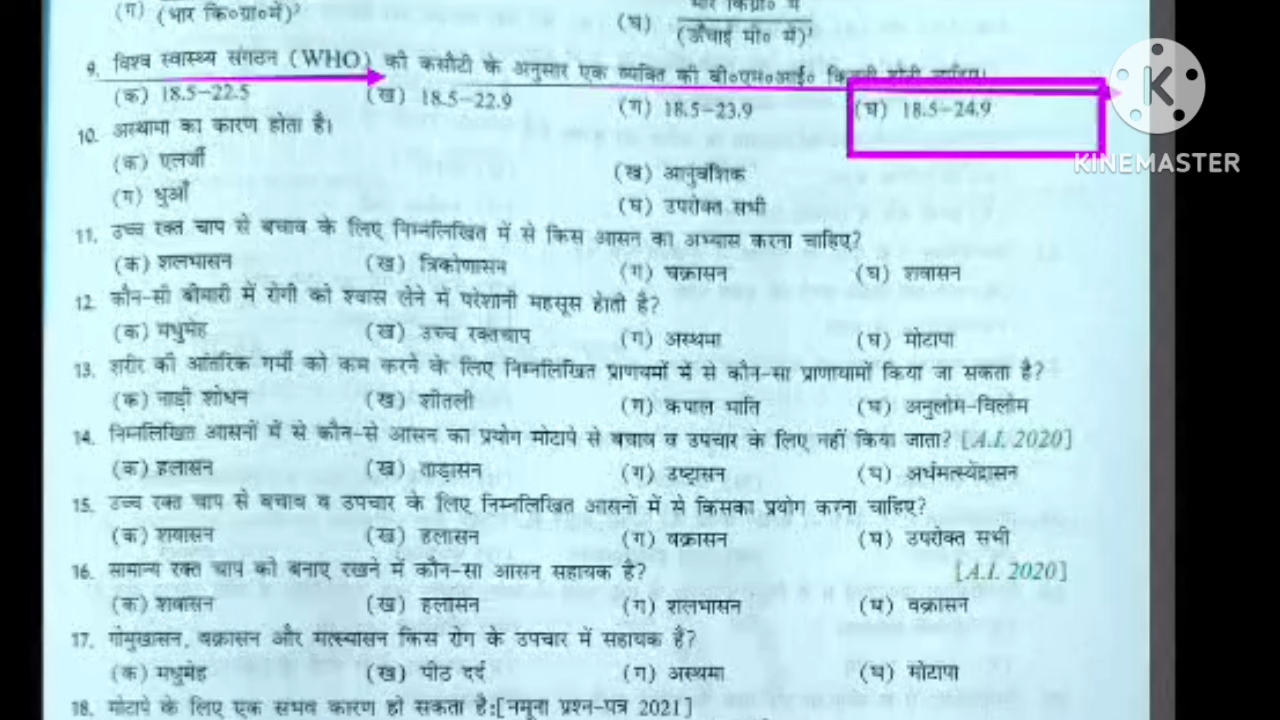 (ग) (भार कि०ग्रा०में)²
(घ) भार कि०ग्रा० में
(ऊँचाई मी० में)²
9. विश्व स्वास्थ्य संगठन (WHO) की कसौटी के अनुसार एक व्यक्ति की बी०एम०आई० कितनी होनी चाहिए।
(क) 18.5–22.5 (ख) 18.5–22.9 (ग) 18.5–23.9 (घ) 18.5–24.9
KINEMASTER
10. अस्थामा का कारण होता है।
(क) एलर्जी (ख) आनुवंशिक
(ग) धुआँ (घ) उपरोक्त सभी
11. उच्च रक्त चाप से बचाव के लिए निम्नलिखित में से किस आसन का अभ्यास करना चाहिए?
(क) शलभासन (ख) त्रिकोणासन (ग) चक्रासन (घ) शवासन
12. कौन-सी बीमारी में रोगी को श्वास लेने में परेशानी महसूस होती है?
(क) मधुमेह (ख) उच्च रक्तचाप (ग) अस्थमा (घ) मोटापा
13. शरीर की आंतरिक गर्मी को कम करने के लिए निम्नलिखित प्राणयमों में से कौन-सा प्राणायामों किया जा सकता है?
(क) नाड़ी शोधन (ख) शीतली (ग) कपाल भाति (घ) अनुलोम-विलोम
14. निम्नलिखित आसनों में से कौन-से आसन का प्रयोग मोटापे से बचाव व उपचार के लिए नहीं किया जाता? [A.I. 2020]
(क) हलासन (ख) ताड़ासन (ग) उष्ट्रासन (घ) अर्धमत्स्येंद्रासन
15. उच्च रक्त चाप से बचाव व उपचार के लिए निम्नलिखित आसनों में से किसका प्रयोग करना चाहिए?
(क) शवासन (ख) हलासन (ग) वक्रासन (घ) उपरोक्त सभी
16. सामान्य रक्त चाप को बनाए रखने में कौन-सा आसन सहायक है? [A.I. 2020]
(क) शवासन (ख) हलासन (ग) शलभासन (घ) वक्रासन
17. गोमुखासन, वक्रासन और मत्स्यासन किस रोग के उपचार में सहायक है?
(क) मधुमेह (ख) पीठ दर्द (ग) अस्थमा (घ) मोटापा
18. मोटापे के लिए एक संभव कारण हो सकता है:[नमूना प्रश्न-पत्र 2021]